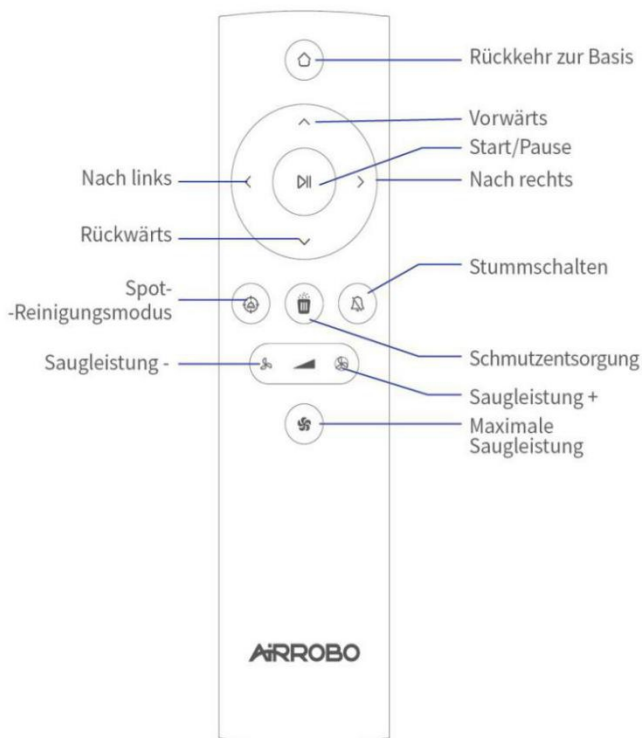 Rückkehr zur Basis
Vorwärts
Start/Pause
Nach links
Nach rechts
Rückwärts
Stummschalten
Spot-
-Reinigungsmodus
Saugleistung -
Schmutzentsorgung
Saugleistung +
Maximale
Saugleistung
AiRROBO